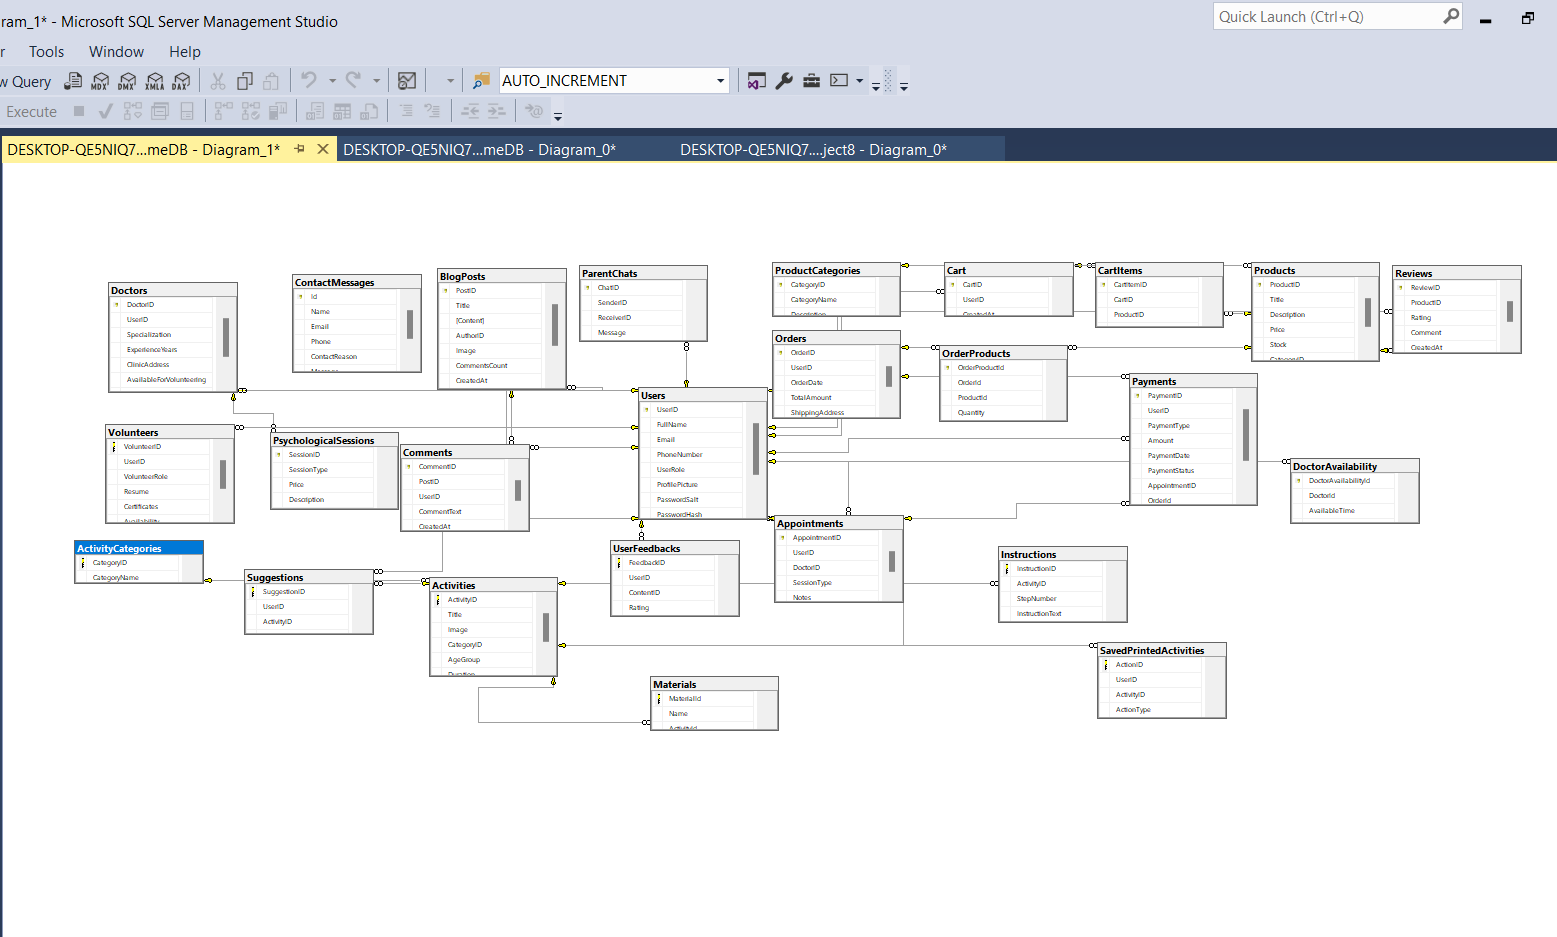 ram_1* - Microsoft SQL Server Management Studio
Quick Launch (Ctrl+Q)
r Tools Window Help
w Query MDX DMX XMLA DAX AUTO_INCREMENT
Execute
DESKTOP-QE5NIQ7...meDB - Diagram_1*
DESKTOP-QE5NIQ7...meDB - Diagram_0*
DESKTOP-QE5NIQ7....ject8 - Diagram_0*
Doctors
DoctorID
UserID
Specialization
ExperienceYears
ClinicAddress
AvailableForVolunteering
ContactMessages
Id
Name
Email
Phone
ContactReason
Message
BlogPosts
PostID
Title
[Content]
AuthorID
Image
CommentsCount
CreatedAt
ParentChats
ChatID
SenderID
ReceiverID
Message
ProductCategories
CategoryID
CategoryName
Description
Cart
CartID
UserID
CreatedAt
CartItems
CartItemID
CartID
ProductID
Products
ProductID
Title
Description
Price
Stock
CategoryID
Reviews
ReviewID
ProductID
Rating
Comment
CreatedAt
Orders
OrderID
UserID
OrderDate
TotalAmount
ShippingAddress
OrderProducts
OrderProductId
OrderId
ProductId
Quantity
Payments
PaymentID
UserID
PaymentType
Amount
PaymentDate
PaymentStatus
AppointmentID
OrderId
Users
UserID
FullName
Email
PhoneNumber
UserRole
ProfilePicture
PasswordSalt
PasswordHash
Volunteers
VolunteerID
UserID
VolunteerRole
Resume
Certificates
Availability
PsychologicalSessions
SessionID
SessionType
Price
Description
Comments
CommentID
PostID
UserID
CommentText
CreatedAt
DoctorAvailability
DoctorAvailabilityId
DoctorId
AvailableTime
Appointments
AppointmentID
UserID
DoctorID
SessionType
Notes
ActivityCategories
CategoryID
CategoryName
Suggestions
SuggestionID
UserID
ActivityID
Activities
ActivityID
Title
Image
CategoryID
AgeGroup
Duration
UserFeedbacks
FeedbackID
UserID
ContentID
Rating
Instructions
InstructionID
ActivityID
StepNumber
InstructionText
SavedPrintedActivities
ActionID
UserID
ActivityID
ActionType
Materials
MaterialId
Name
ActivityId